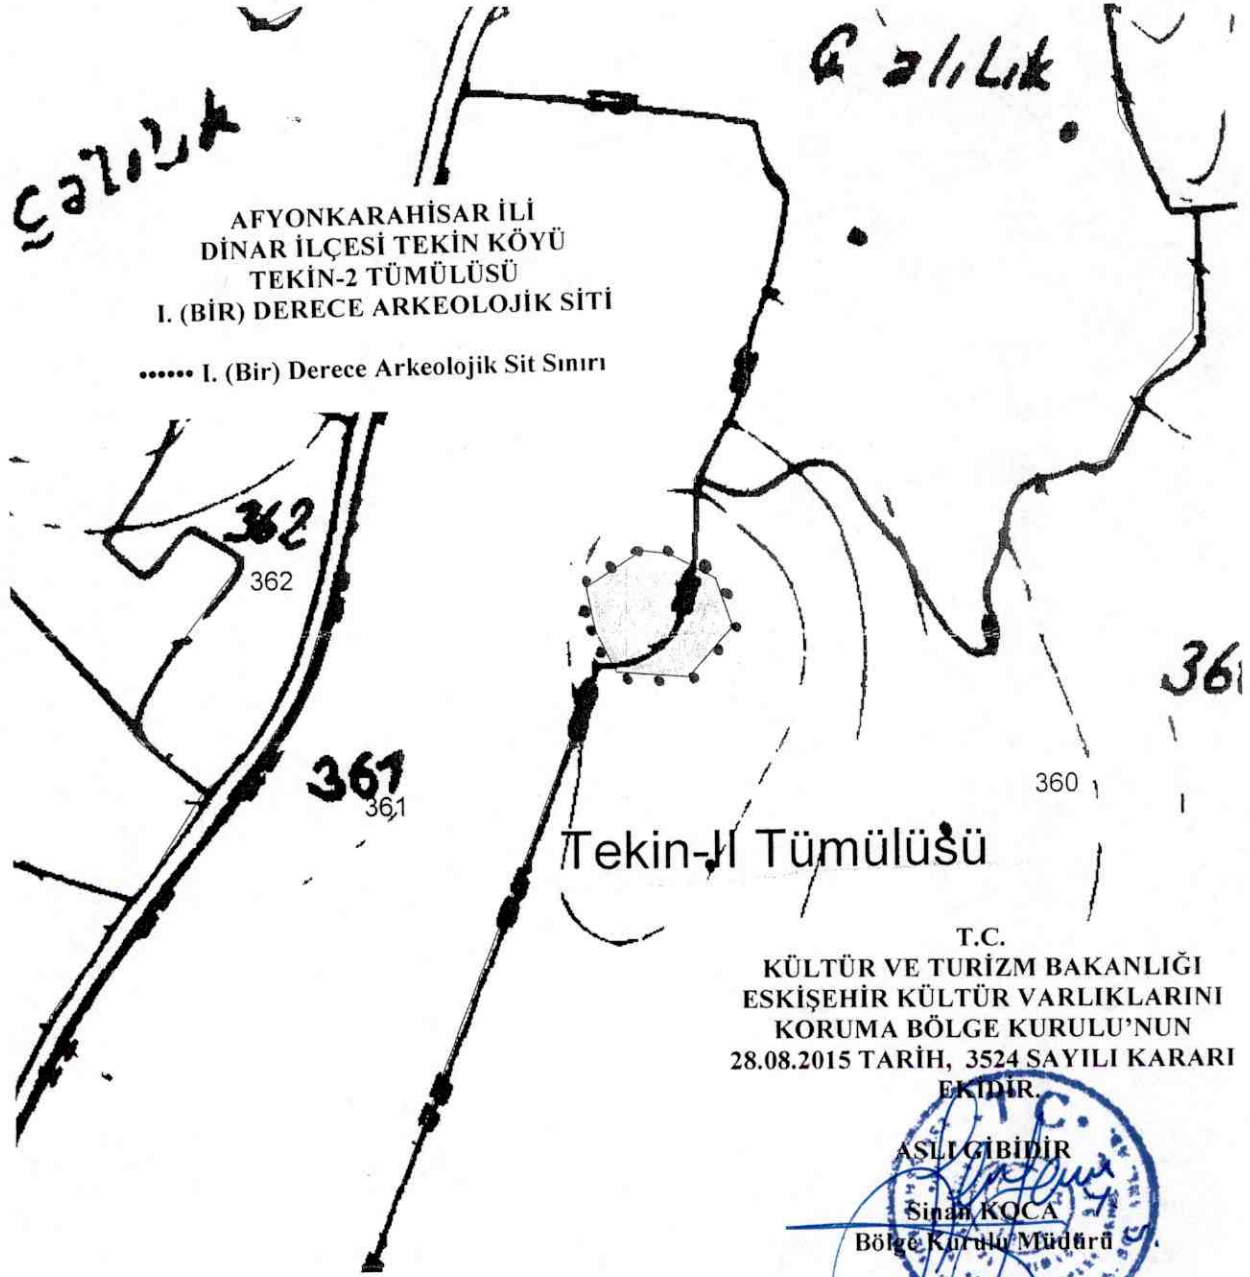 Çalılık
Çalılık
AFYONKARAHİSAR İLİ
DİNAR İLÇESİ TEKİN KÖYÜ
TEKİN-2 TÜMÜLÜSÜ
I. (BİR) DERECE ARKEOLOJİK SİTİ
•••••• I. (Bir) Derece Arkeolojik Sit Sınırı
362
362
361
361
361
360
Tekin-II Tümülüsü
T.C.
KÜLTÜR VE TURİZM BAKANLIĞI
ESKİŞEHİR KÜLTÜR VARLIKLARINI
KORUMA BÖLGE KURULU'NUN
28.08.2015 TARİH, 3524 SAYILI KARARI
EKİDİR.
T.C.
ASLI GİBİDİR
Sinan KOCA
Bölge Kurulu Müdürü